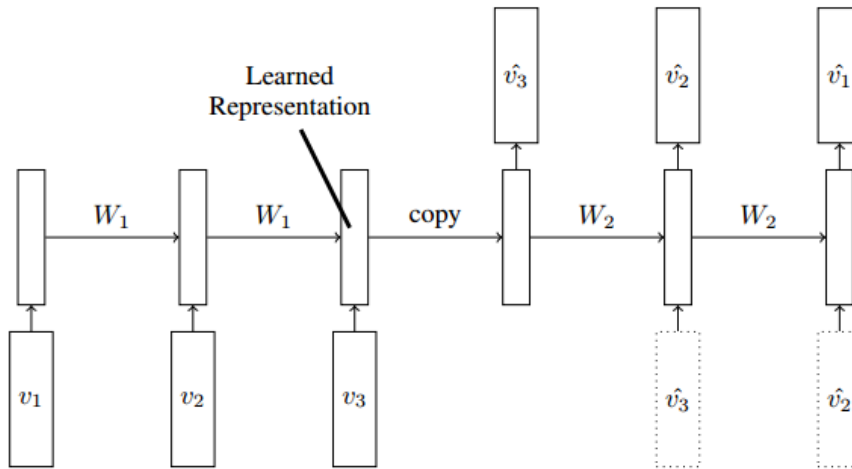 v̂₃ v̂₂ v̂₁
Learned
Representation
W₁ W₁ copy W₂ W₂
v₁ v₂ v₃ v̂₃ v̂₂